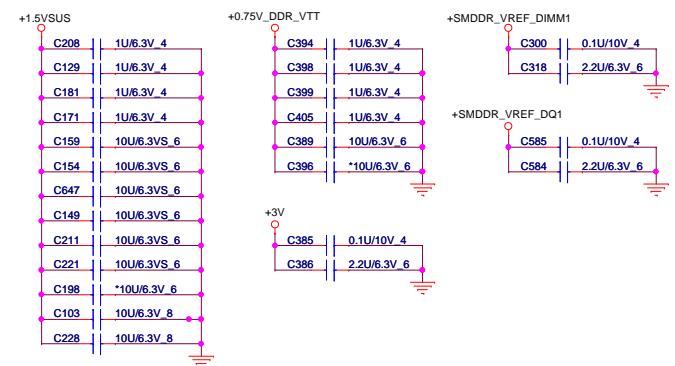 +1.5VSUS
C208 1U/6.3V_4
C129 1U/6.3V_4
C181 1U/6.3V_4
C171 1U/6.3V_4
C159 10U/6.3VS_6
C154 10U/6.3VS_6
C647 10U/6.3VS_6
C149 10U/6.3VS_6
C211 10U/6.3VS_6
C221 10U/6.3VS_6
C198 *10U/6.3V_6
C103 10U/6.3V_8
C228 10U/6.3V_8
+0.75V_DDR_VTT
C394 1U/6.3V_4
C398 1U/6.3V_4
C399 1U/6.3V_4
C405 1U/6.3V_4
C389 10U/6.3V_6
C396 *10U/6.3V_6
+3V
C385 0.1U/10V_4
C386 2.2U/6.3V_6
+SMDDR_VREF_DIMM1
C300 0.1U/10V_4
C318 2.2U/6.3V_6
+SMDDR_VREF_DQ1
C585 0.1U/10V_4
C584 2.2U/6.3V_6